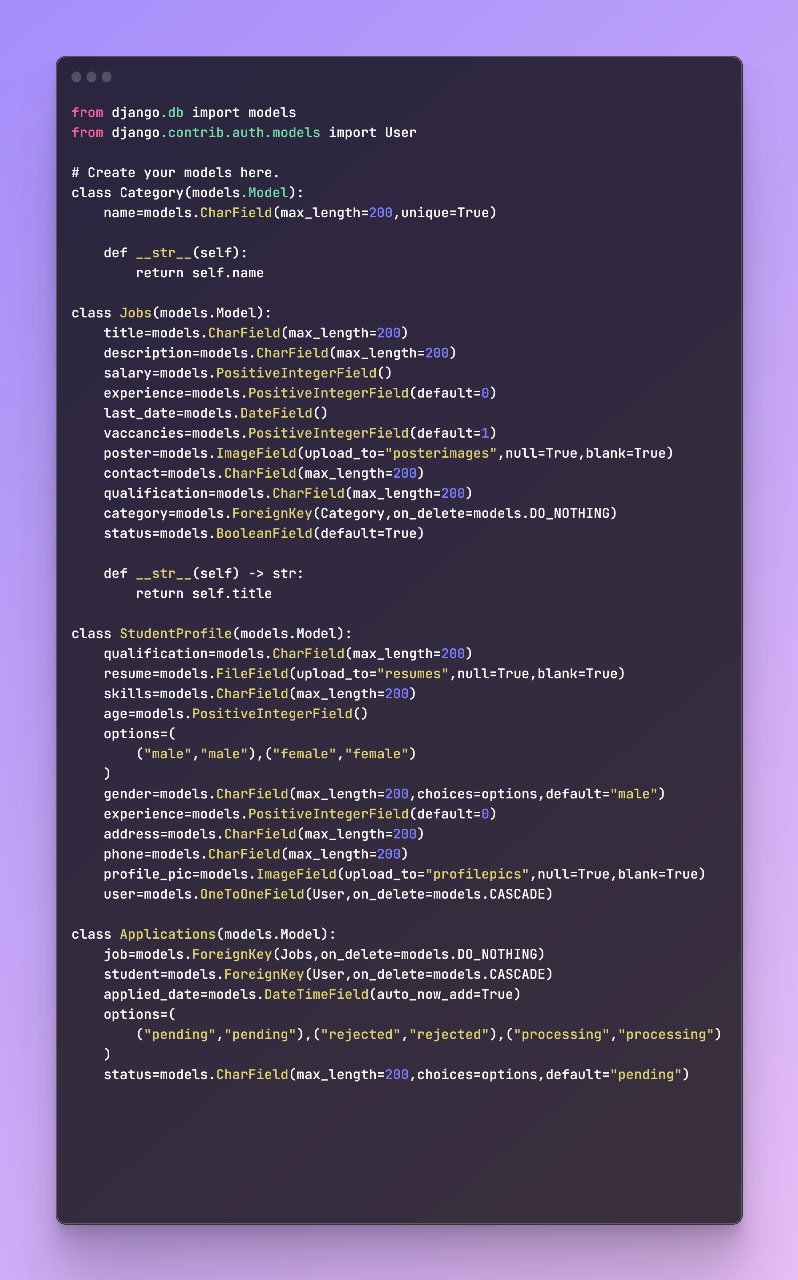 from django.db import models
from django.contrib.auth.models import User
# Create your models here.
class Category(models.Model):
    name=models.CharField(max_length=200,unique=True)
    def __str__(self):
        return self.name
class Jobs(models.Model):
    title=models.CharField(max_length=200)
    description=models.CharField(max_length=200)
    salary=models.PositiveIntegerField()
    experience=models.PositiveIntegerField(default=0)
    last_date=models.DateField()
    vaccancies=models.PositiveIntegerField(default=1)
    poster=models.ImageField(upload_to="posterimages",null=True,blank=True)
    contact=models.CharField(max_length=200)
    qualification=models.CharField(max_length=200)
    category=models.ForeignKey(Category,on_delete=models.DO_NOTHING)
    status=models.BooleanField(default=True)
    def __str__(self) -> str:
        return self.title
class StudentProfile(models.Model):
    qualification=models.CharField(max_length=200)
    resume=models.FileField(upload_to="resumes",null=True,blank=True)
    skills=models.CharField(max_length=200)
    age=models.PositiveIntegerField()
    options=(
        ("male","male"),("female","female")
    )
    gender=models.CharField(max_length=200,choices=options,default="male")
    experience=models.PositiveIntegerField(default=0)
    address=models.CharField(max_length=200)
    phone=models.CharField(max_length=200)
    profile_pic=models.ImageField(upload_to="profilepics",null=True,blank=True)
    user=models.OneToOneField(User,on_delete=models.CASCADE)
class Applications(models.Model):
    job=models.ForeignKey(Jobs,on_delete=models.DO_NOTHING)
    student=models.ForeignKey(User,on_delete=models.CASCADE)
    applied_date=models.DateTimeField(auto_now_add=True)
    options=(
        ("pending","pending"),("rejected","rejected"),("processing","processing")
    )
    status=models.CharField(max_length=200,choices=options,default="pending")